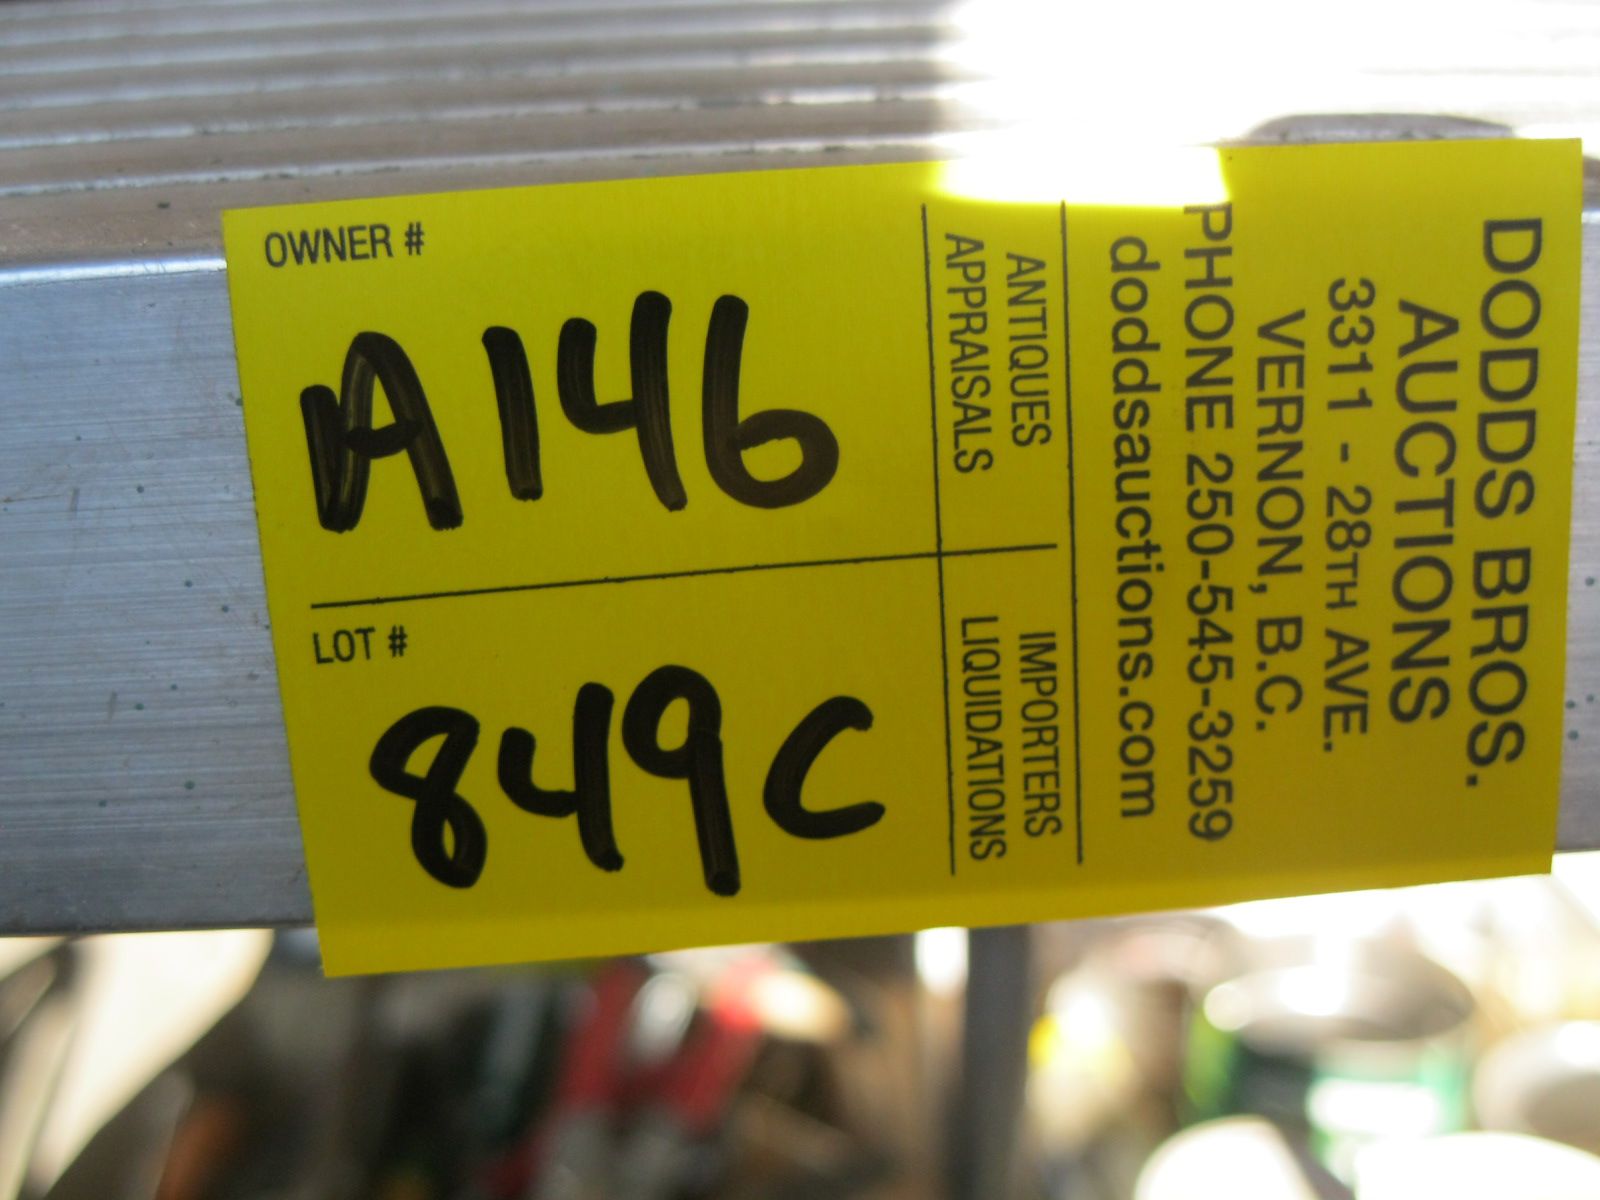 OWNER #
A146
LOT #
849C
ANTIQUES
APPRAISALS
IMPORTERS
LIQUIDATIONS
DODDS BROS.
AUCTIONS
3311 - 28TH AVE.
VERNON, B.C.
PHONE 250-545-3259
doddsauctions.com